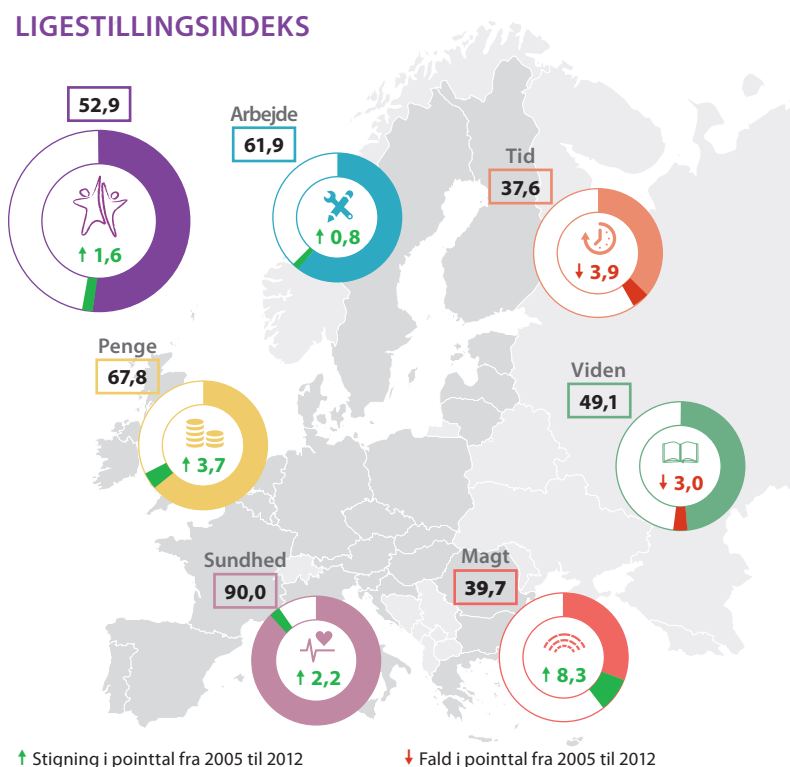 LIGESTILLINGSINDEKS
52,9
↑ 1,6
Arbejde
61,9
↑ 0,8
Tid
37,6
↓ 3,9
Penge
67,8
↑ 3,7
Viden
49,1
↓ 3,0
Sundhed
90,0
↑ 2,2
Magt
39,7
↑ 8,3
↑ Stigning i pointtal fra 2005 til 2012
↓ Fald i pointtal fra 2005 til 2012